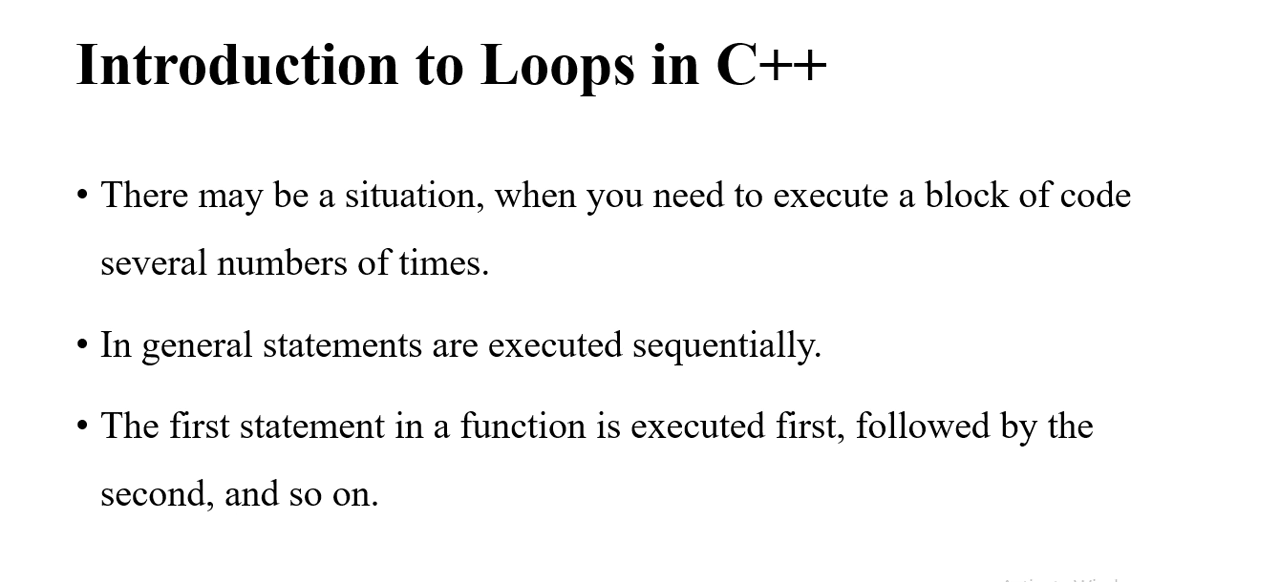 Introduction to Loops in C++
• There may be a situation, when you need to execute a block of code
several numbers of times.
• In general statements are executed sequentially.
• The first statement in a function is executed first, followed by the
second, and so on.